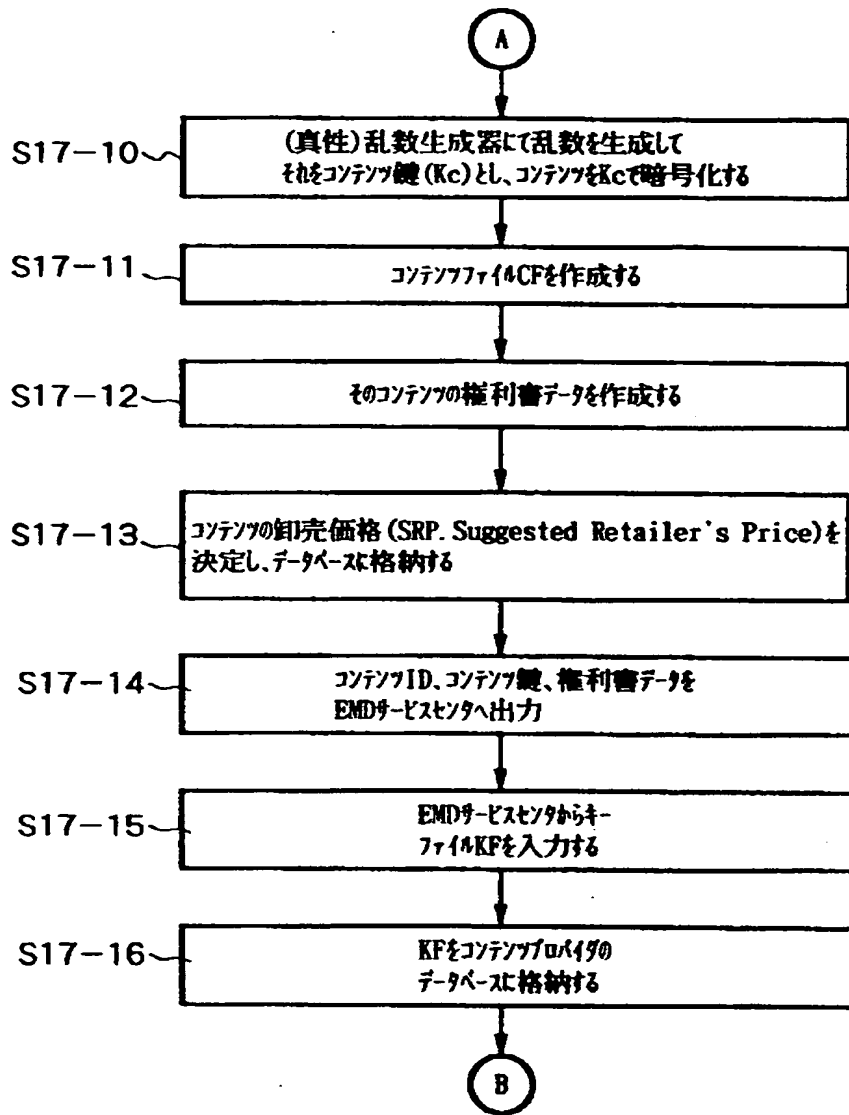 A
S17-10
(真性)乱数生成器にて乱数を生成して
それをコンテンツ鍵(Kc)とし、コンテンツをKcで暗号化する
S17-11
コンテンツファイルCFを作成する
S17-12
そのコンテンツの権利書データを作成する
S17-13
コンテンツの卸売価格(SRP.Suggested Retailer's Price)を
決定し、データベースに格納する
S17-14
コンテンツID、コンテンツ鍵、権利書データを
EMDサービスセンタへ出力
S17-15
EMDサービスセンタからキー
ファイルKFを入力する
S17-16
KFをコンテンツプロバイダの
データベースに格納する
B